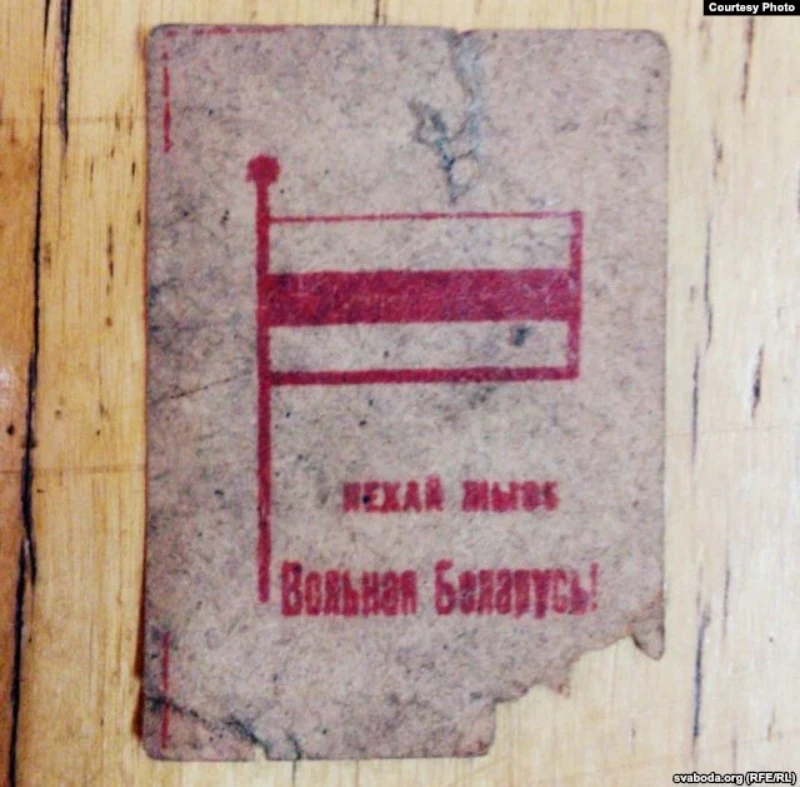 Courtesy Photo
НЕХАЙ ЖЫВЕ
Вольная Беларусь!
svaboda.org (RFE/RL)